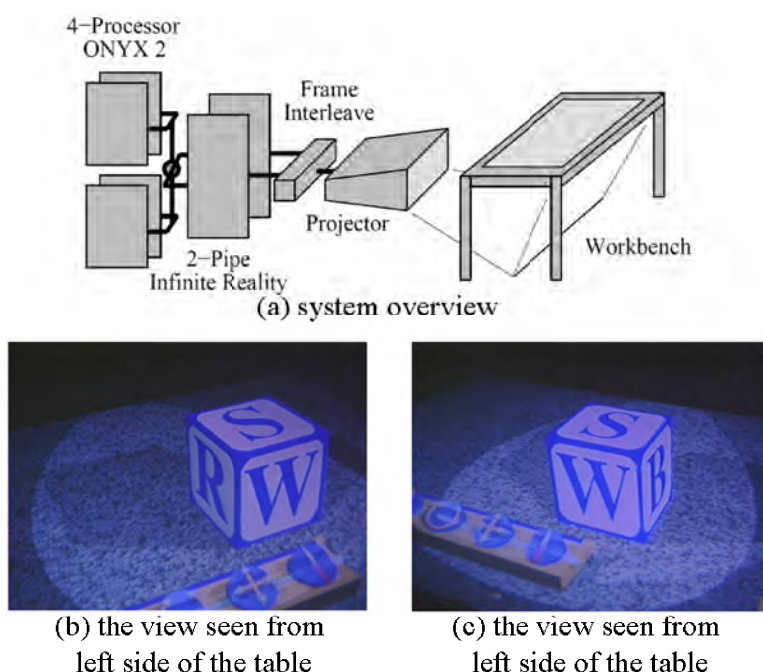 4-Processor
ONYX 2
Frame
Interleave
Projector
Workbench
2-Pipe
Infinite Reality
(a) system overview
S
R W
S
W B
(b) the view seen from
left side of the table
(c) the view seen from
left side of the table